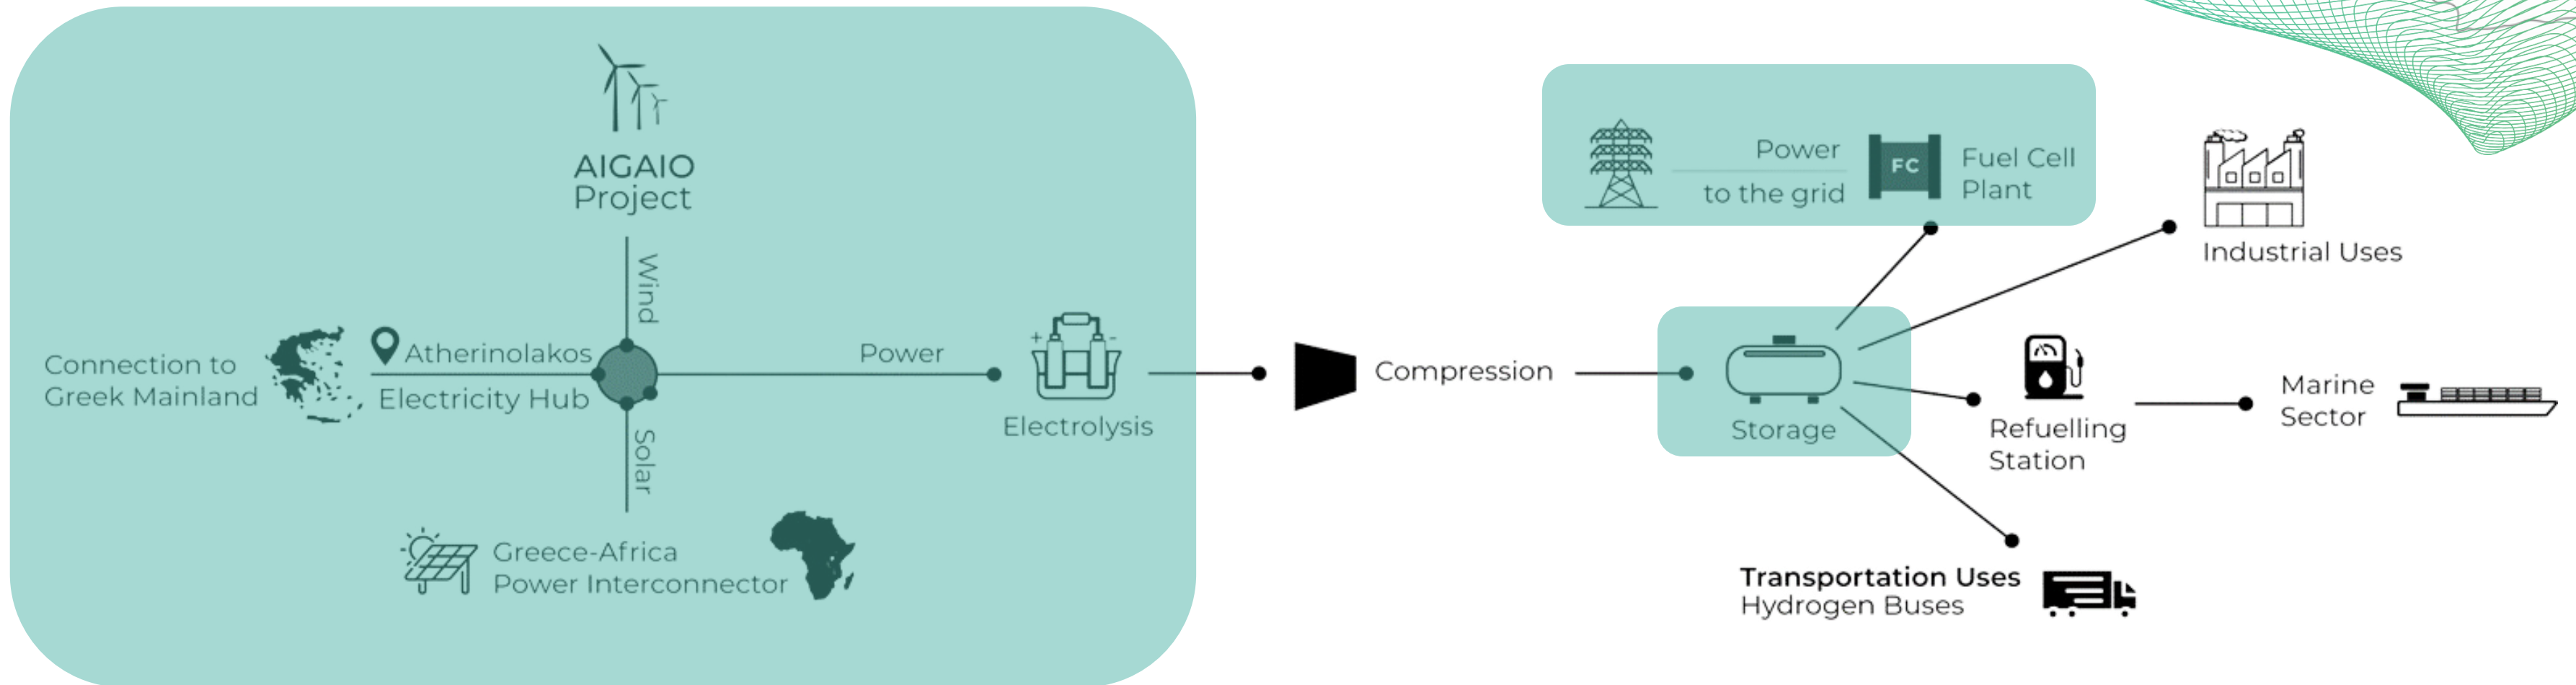 AIGAIO
Project
Wind
Connection to
Greek Mainland
Atherinolakos
Electricity Hub
Power
+
-
Electrolysis
Solar
Greece-Africa
Power Interconnector
Compression
Power
to the grid
FC
Fuel Cell
Plant
Storage
Industrial Uses
Refuelling
Station
Marine
Sector
Transportation Uses
Hydrogen Buses